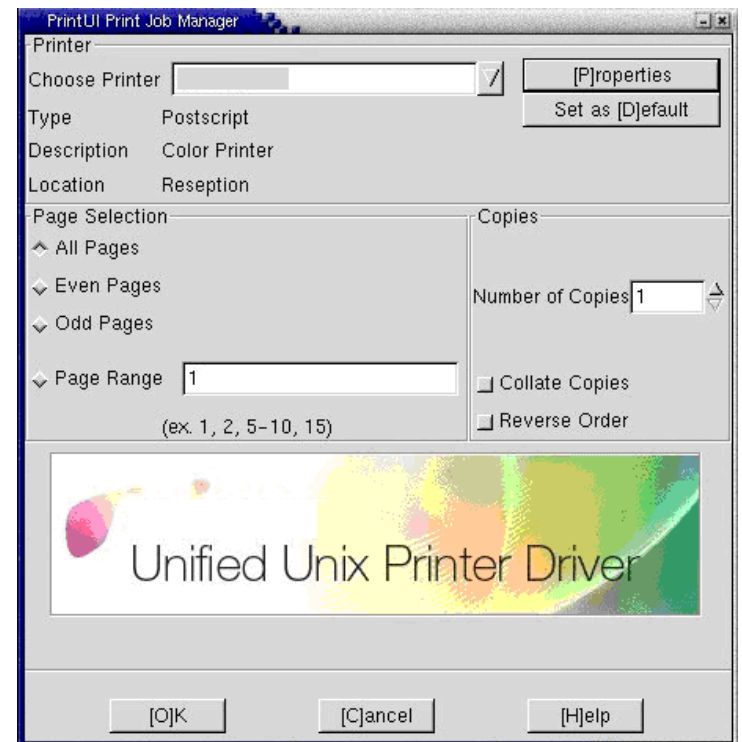 PrintUI Print Job Manager
Printer
Choose Printer
[P]roperties
Type Postscript
Set as [D]efault
Description Color Printer
Location Reseption
Page Selection
All Pages
Even Pages
Odd Pages
Page Range 1
(ex. 1, 2, 5-10, 15)
Copies
Number of Copies 1
Collate Copies
Reverse Order
Unified Unix Printer Driver
[O]K [C]ancel [H]elp